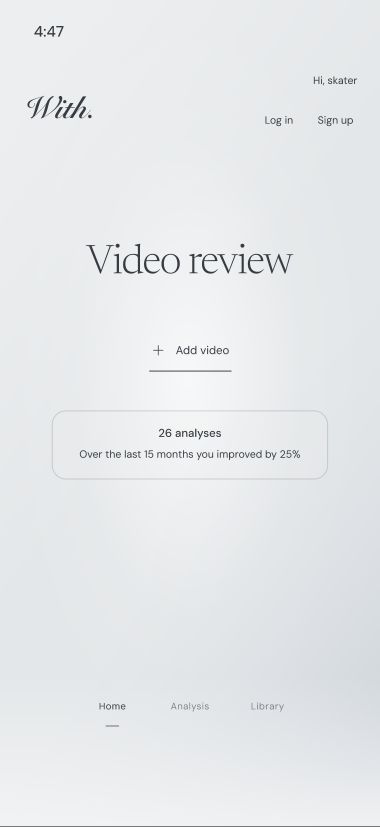 4:47
Hi, skater
With.
Log in Sign up
Video review
+ Add video
26 analyses
Over the last 15 months you improved by 25%
Home Analysis Library